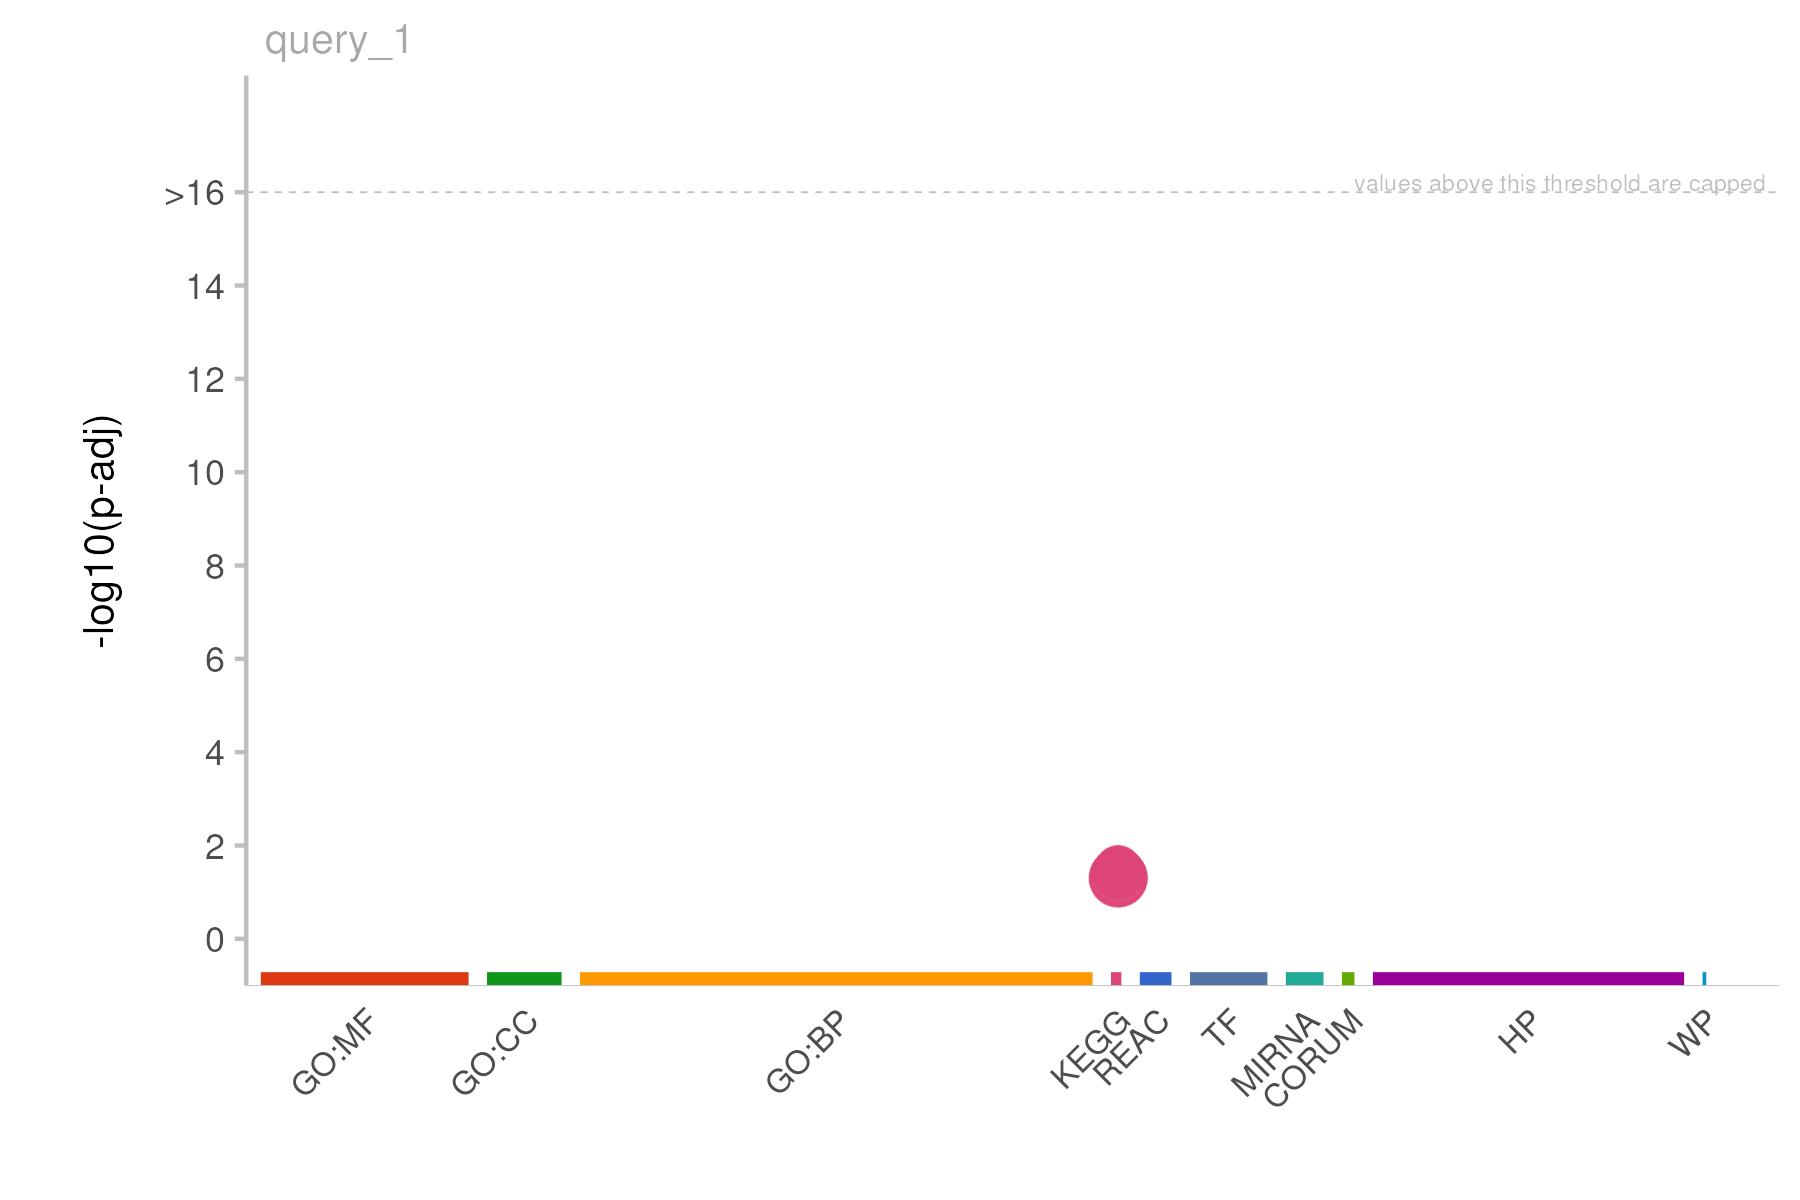 query_1
>16
values above this threshold are capped
14
12
10
8
6
4
2
0
-log10(p-adj)
GO:MF
GO:CC
GO:BP
KEGG
REAC
TF
MIRNA
CORUM
HP
WP